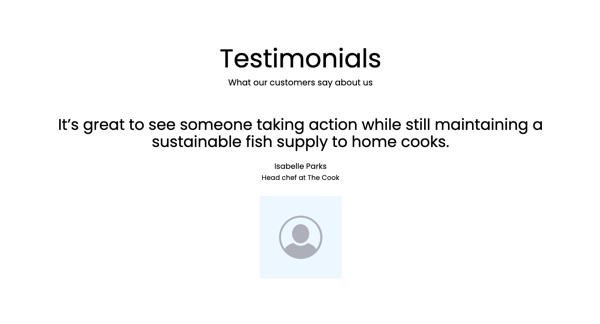 Testimonials
What our customers say about us
It’s great to see someone taking action while still maintaining a
sustainable fish supply to home cooks.
Isabelle Parks
Head chef at The Cook